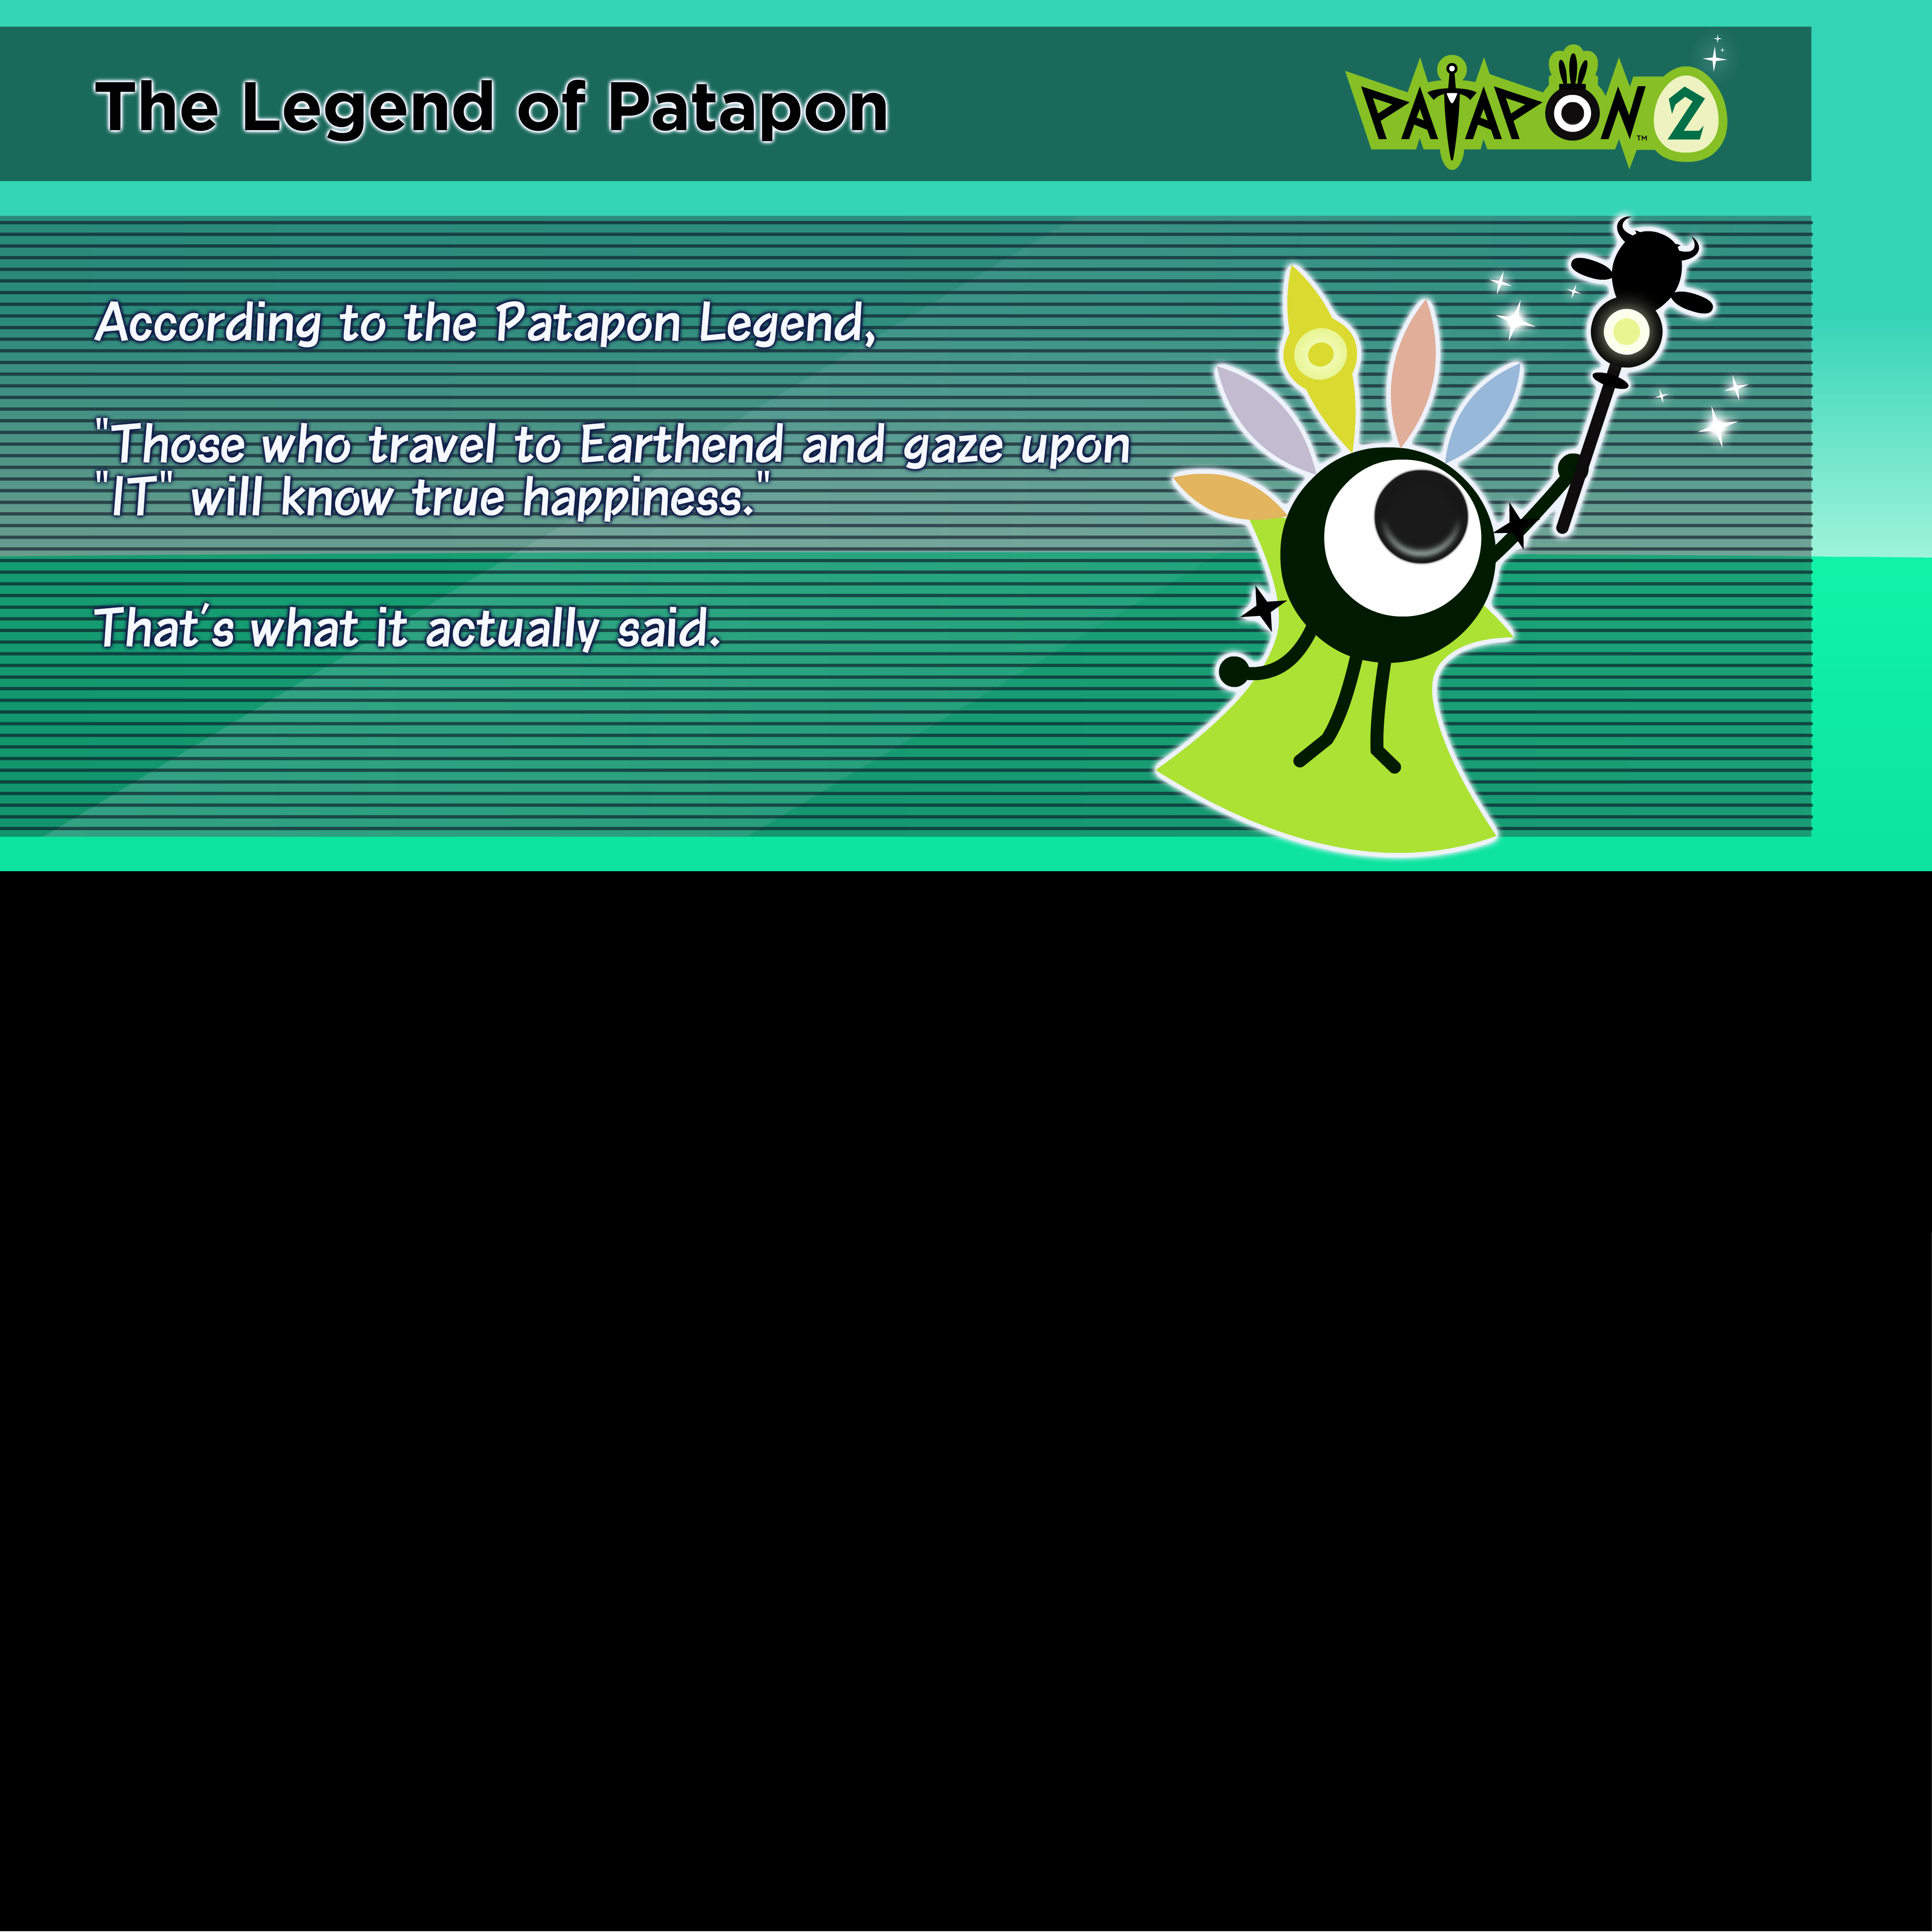 The Legend of Patapon
PATAPON™ 2
According to the Patapon Legend,
"Those who travel to Earthend and gaze upon
"IT" will know true happiness."
That's what it actually said.